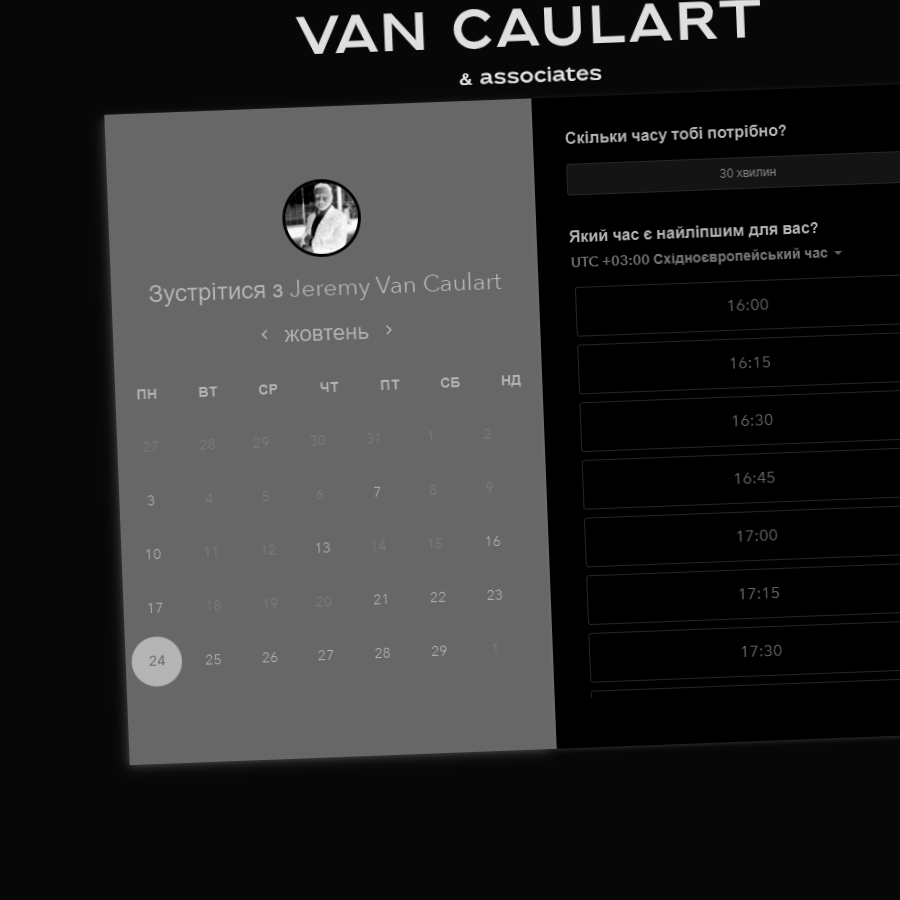 VAN CAULART
& associates
Зустрітися з Jeremy Van Caulart
‹ жовтень ›
ПН ВТ СР ЧТ ПТ СБ НД
27 28 29 30 31 1 2
3 4 5 6 7 8 9
10 11 12 13 14 15 16
17 18 19 20 21 22 23
24 25 26 27 28 29 1
Скільки часу тобі потрібно?
30 хвилин
Який час є найліпшим для вас?
UTC +03:00 Східноєвропейський час
16:00
16:15
16:30
16:45
17:00
17:15
17:30